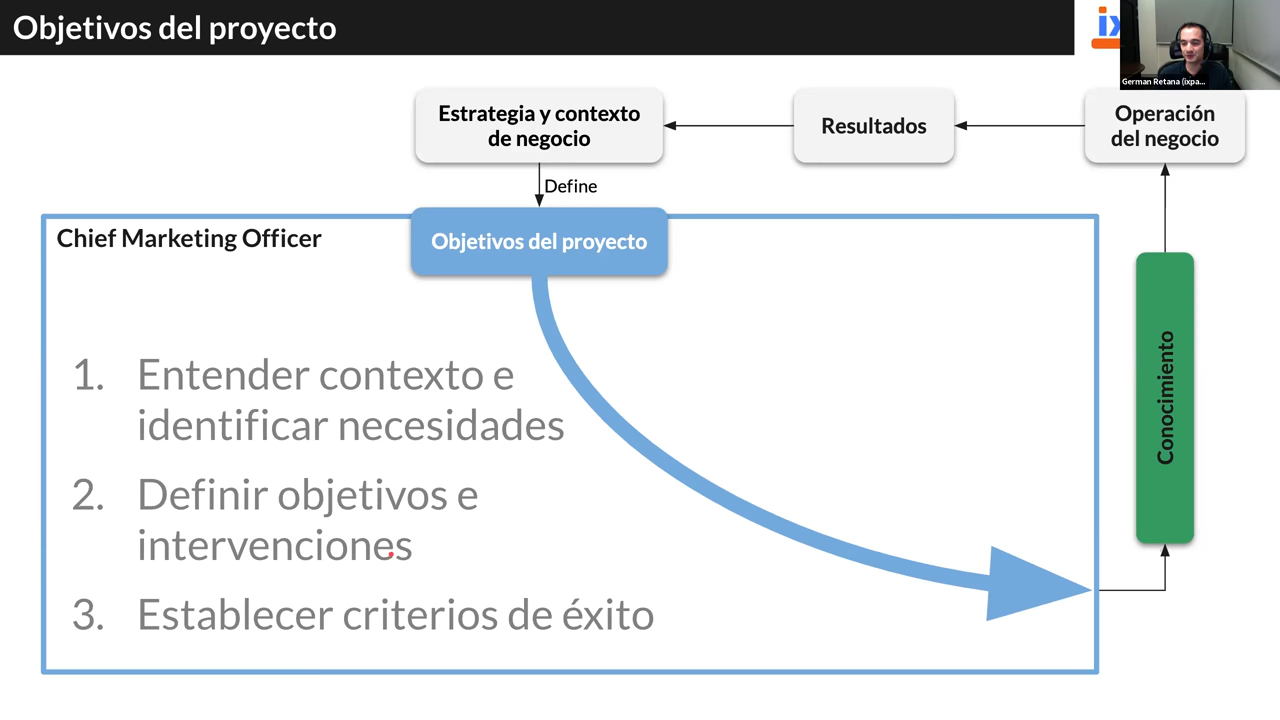 Objetivos del proyecto
ix
German Retana (ixpa...
Estrategia y contexto
de negocio
Resultados
Operación
del negocio
Define
Chief Marketing Officer
Objetivos del proyecto
Conocimiento
1. Entender contexto e
identificar necesidades
2. Definir objetivos e
intervenciones
3. Establecer criterios de éxito